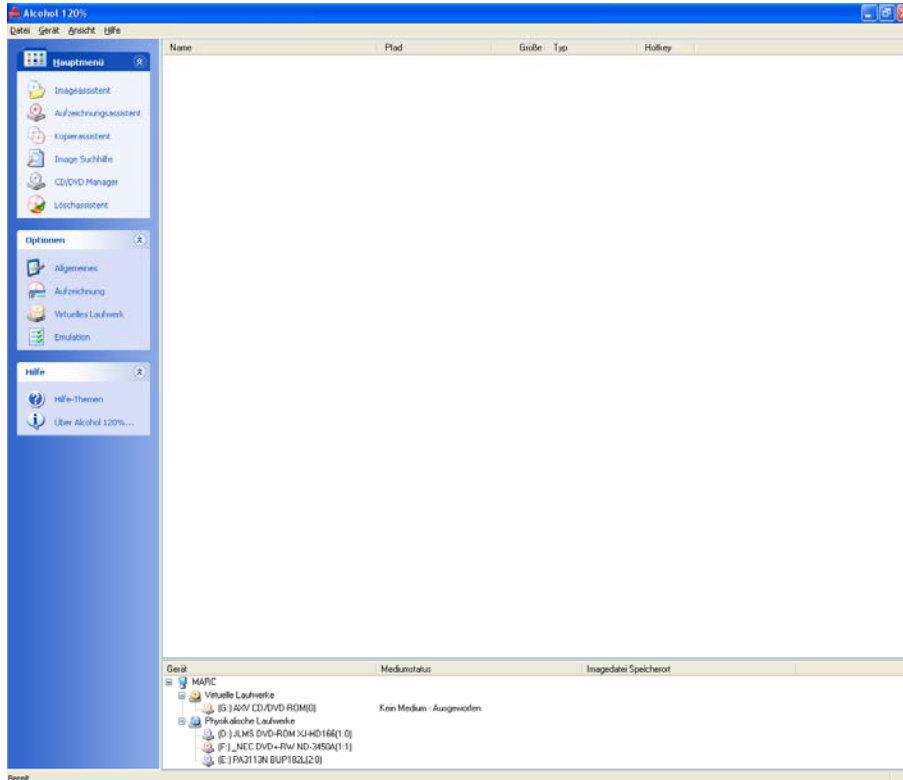 Alcohol 120%
Datei Gerät Ansicht Hilfe
Hauptmenü
Imageassistent
Aufzeichnungsassistent
Kopierassistent
Image Suchhilfe
CD/DVD Manager
Löschassistent
Optionen
Allgemeines
Aufzeichnung
Virtuelles Laufwerk
Emulation
Hilfe
Hilfe-Themen
Über Alcohol 120%...
Name Pfad Größe Typ Hotkey
Gerät Mediumstatus Imagedatei Speicherort
MARC
Virtuelle Laufwerke
(G:) AXV CD/DVD-ROM(0) Kein Medium - Ausgeworfen
Physikalische Laufwerke
(D:) JLMS DVD-ROM XJ-HD166(1:0)
(F:) _NEC DVD+-RW ND-3450A(1:1)
(E:) PA3113N BUP182L(2:0)
Bereit